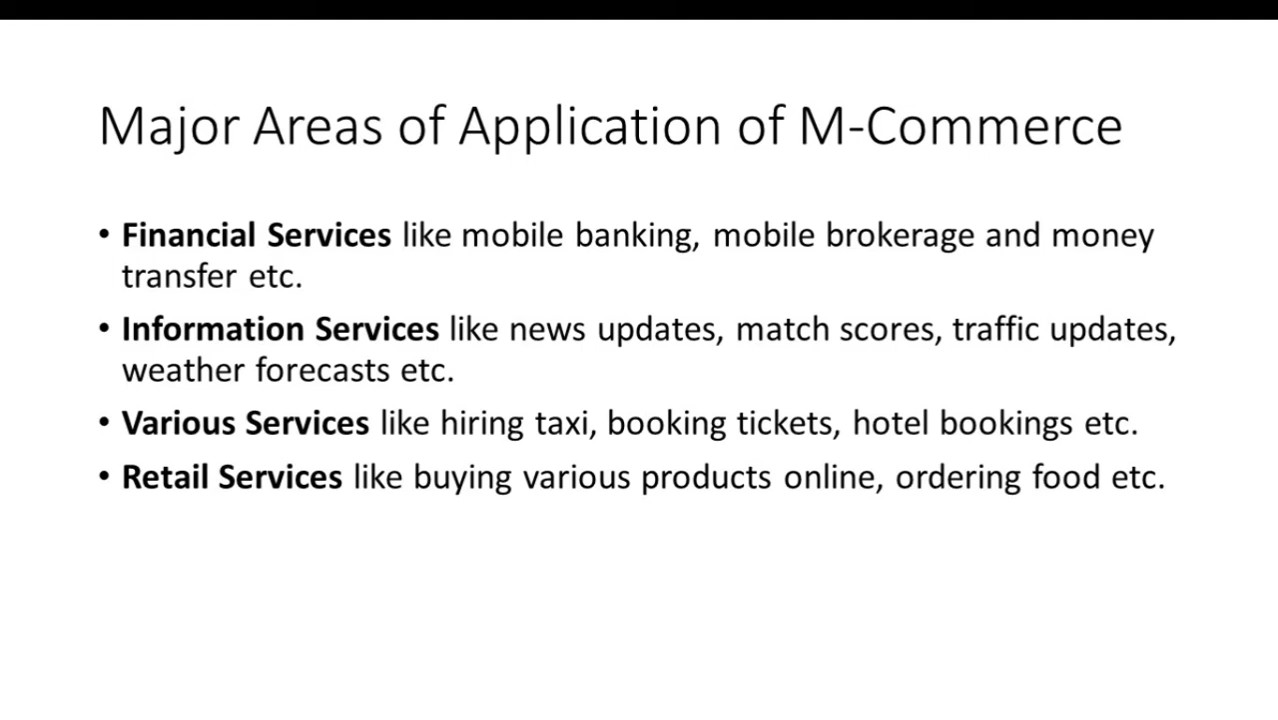 Major Areas of Application of M-Commerce
• Financial Services like mobile banking, mobile brokerage and money
transfer etc.
• Information Services like news updates, match scores, traffic updates,
weather forecasts etc.
• Various Services like hiring taxi, booking tickets, hotel bookings etc.
• Retail Services like buying various products online, ordering food etc.